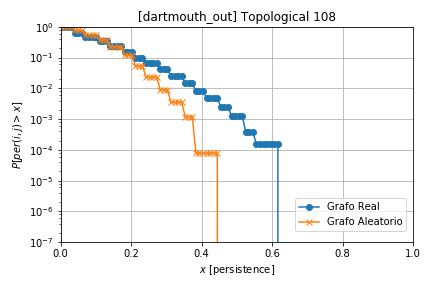 [dartmouth_out] Topological 108
10^0
10^-1
10^-2
10^-3
10^-4
10^-5
10^-6
10^-7
P[per(i, j) > x]
Grafo Real
Grafo Aleatorio
0.0 0.2 0.4 0.6 0.8 1.0
x [persistence]